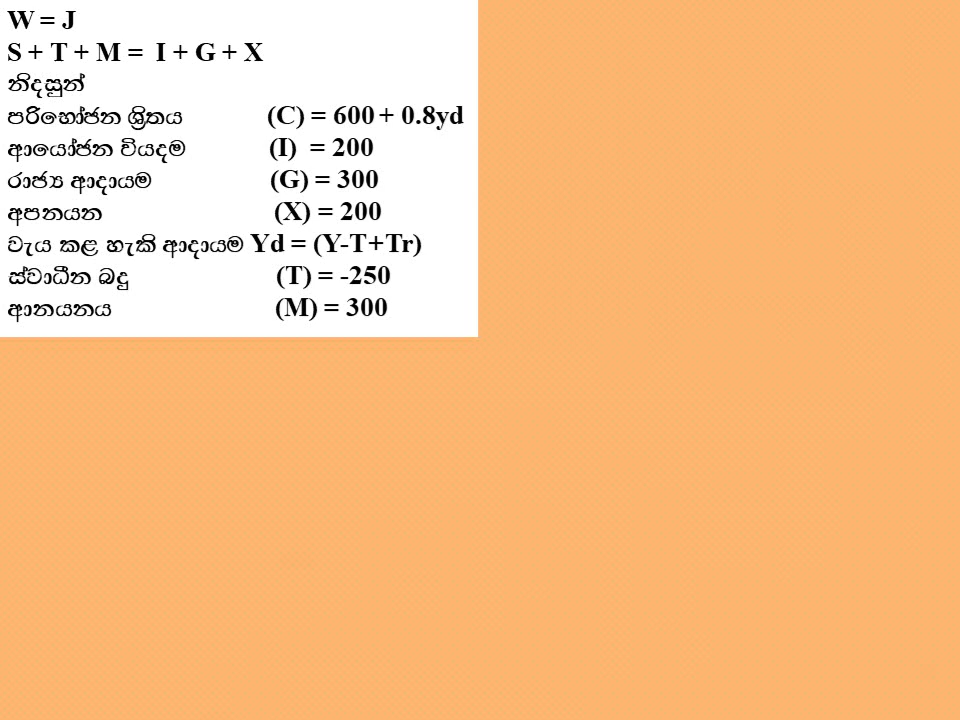 W = J
S + T + M = I + G + X
නිදසුන්
පරිභෝජන ශ්‍රිතය (C) = 600 + 0.8yd
ආයෝජන වියදම (I) = 200
රාජ්‍ය ආදායම (G) = 300
අපනයන (X) = 200
වැය කළ හැකි ආදායම Yd = (Y-T+Tr)
ස්වාධීන බදු (T) = -250
ආනයනය (M) = 300